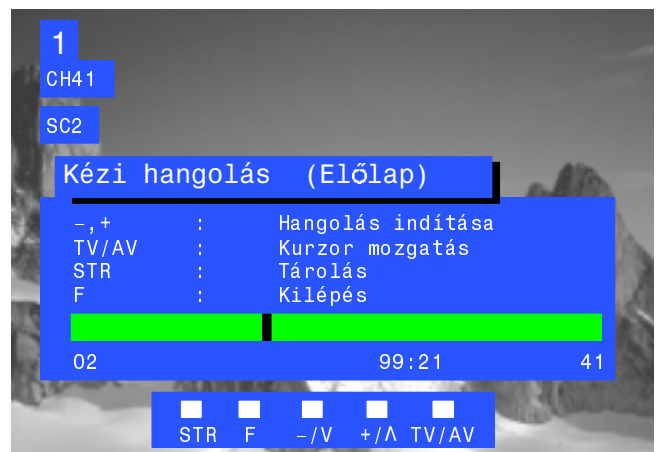 1
CH41
SC2
Kézi hangolás (Előlap)
-,+ : Hangolás indítása
TV/AV : Kurzor mozgatás
STR : Tárolás
F : Kilépés
02 99:21 41
STR F -/V +/Λ TV/AV